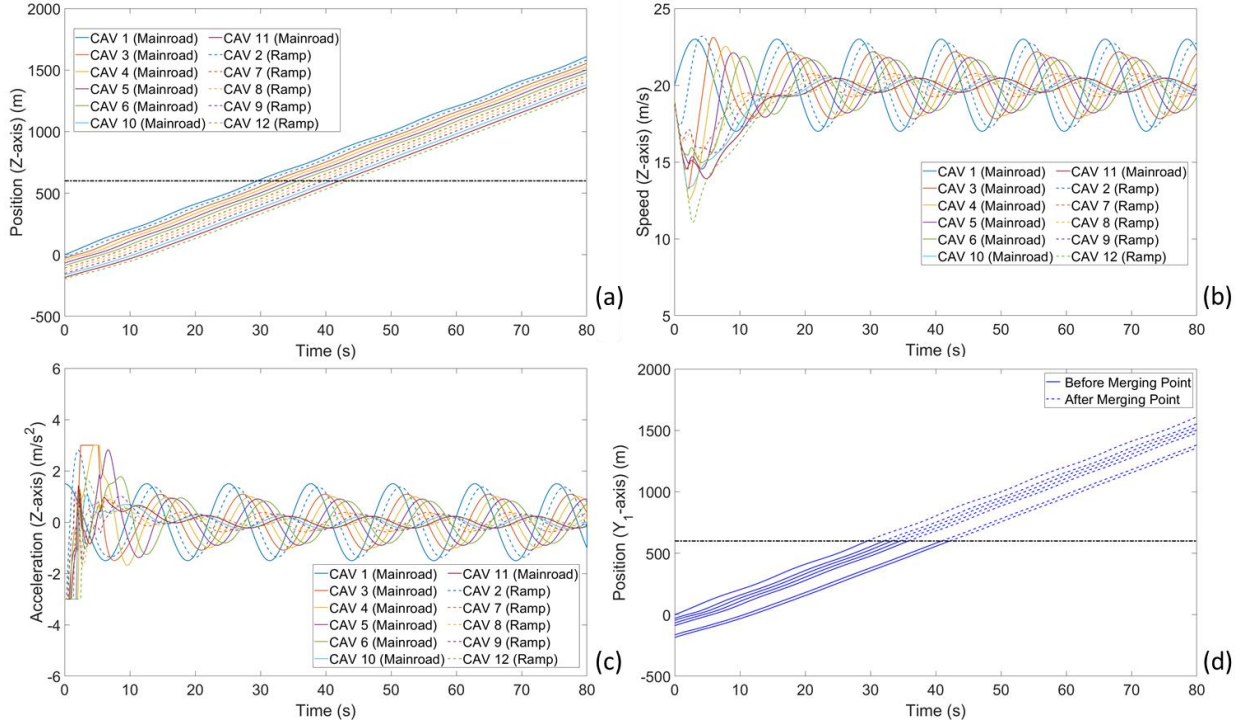 2000
1500
1000
500
0
-500
Position (Z-axis) (m)
CAV 1 (Mainroad)
CAV 3 (Mainroad)
CAV 4 (Mainroad)
CAV 5 (Mainroad)
CAV 6 (Mainroad)
CAV 10 (Mainroad)
CAV 11 (Mainroad)
CAV 2 (Ramp)
CAV 7 (Ramp)
CAV 8 (Ramp)
CAV 9 (Ramp)
CAV 12 (Ramp)
0 10 20 30 40 50 60 70 80
Time (s)
(a)
25
20
15
10
5
Speed (Z-axis) (m/s)
CAV 1 (Mainroad)
CAV 3 (Mainroad)
CAV 4 (Mainroad)
CAV 5 (Mainroad)
CAV 6 (Mainroad)
CAV 10 (Mainroad)
CAV 11 (Mainroad)
CAV 2 (Ramp)
CAV 7 (Ramp)
CAV 8 (Ramp)
CAV 9 (Ramp)
CAV 12 (Ramp)
0 10 20 30 40 50 60 70 80
Time (s)
(b)
6
4
2
0
-2
-4
-6
Acceleration (Z-axis) (m/s²)
CAV 1 (Mainroad)
CAV 3 (Mainroad)
CAV 4 (Mainroad)
CAV 5 (Mainroad)
CAV 6 (Mainroad)
CAV 10 (Mainroad)
CAV 11 (Mainroad)
CAV 2 (Ramp)
CAV 7 (Ramp)
CAV 8 (Ramp)
CAV 9 (Ramp)
CAV 12 (Ramp)
0 10 20 30 40 50 60 70 80
Time (s)
(c)
2000
1500
1000
500
0
-500
Position (Y₁-axis) (m)
Before Merging Point
After Merging Point
0 10 20 30 40 50 60 70 80
Time (s)
(d)